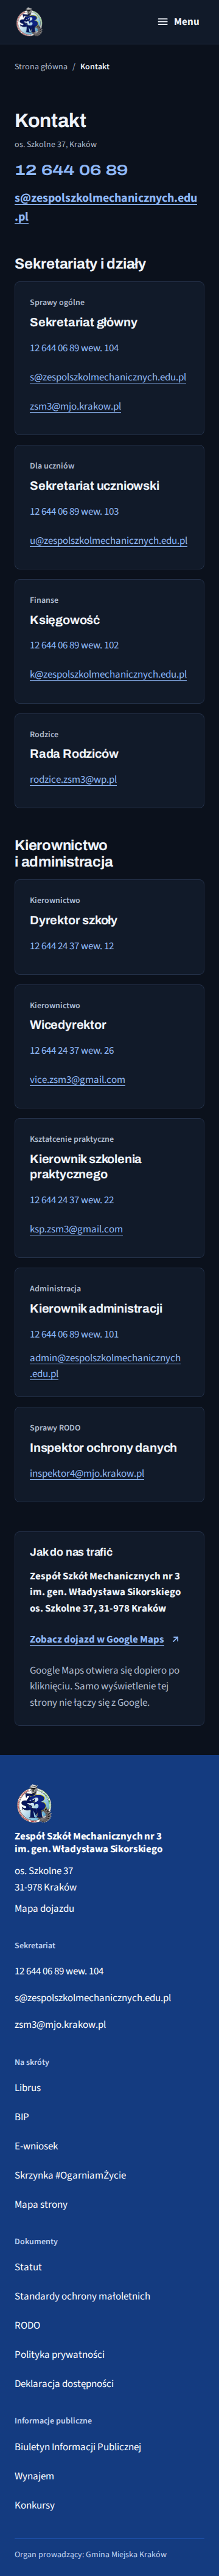 Menu
Strona główna / Kontakt
Kontakt
os. Szkolne 37, Kraków
12 644 06 89
s@zespolszkolmechanicznych.edu
.pl
Sekretariaty i działy
Sprawy ogólne
Sekretariat główny
12 644 06 89 wew. 104
s@zespolszkolmechanicznych.edu.pl
zsm3@mjo.krakow.pl
Dla uczniów
Sekretariat uczniowski
12 644 06 89 wew. 103
u@zespolszkolmechanicznych.edu.pl
Finanse
Księgowość
12 644 06 89 wew. 102
k@zespolszkolmechanicznych.edu.pl
Rodzice
Rada Rodziców
rodzice.zsm3@wp.pl
Kierownictwo
i administracja
Kierownictwo
Dyrektor szkoły
12 644 24 37 wew. 12
Kierownictwo
Wicedyrektor
12 644 24 37 wew. 26
vice.zsm3@gmail.com
Kształcenie praktyczne
Kierownik szkolenia
praktycznego
12 644 24 37 wew. 22
ksp.zsm3@gmail.com
Administracja
Kierownik administracji
12 644 06 89 wew. 101
admin@zespolszkolmechanicznych
.edu.pl
Sprawy RODO
Inspektor ochrony danych
inspektor4@mjo.krakow.pl
Jak do nas trafić
Zespół Szkół Mechanicznych nr 3
im. gen. Władysława Sikorskiego
os. Szkolne 37, 31-978 Kraków
Zobacz dojazd w Google Maps ↗
Google Maps otwiera się dopiero po
kliknięciu. Samo wyświetlenie tej
strony nie łączy się z Google.
Zespół Szkół Mechanicznych nr 3
im. gen. Władysława Sikorskiego
os. Szkolne 37
31-978 Kraków
Mapa dojazdu
Sekretariat
12 644 06 89 wew. 104
s@zespolszkolmechanicznych.edu.pl
zsm3@mjo.krakow.pl
Na skróty
Librus
BIP
E-wniosek
Skrzynka #OgarniamŻycie
Mapa strony
Dokumenty
Statut
Standardy ochrony małoletnich
RODO
Polityka prywatności
Deklaracja dostępności
Informacje publiczne
Biuletyn Informacji Publicznej
Wynajem
Konkursy
Organ prowadzący: Gmina Miejska Kraków